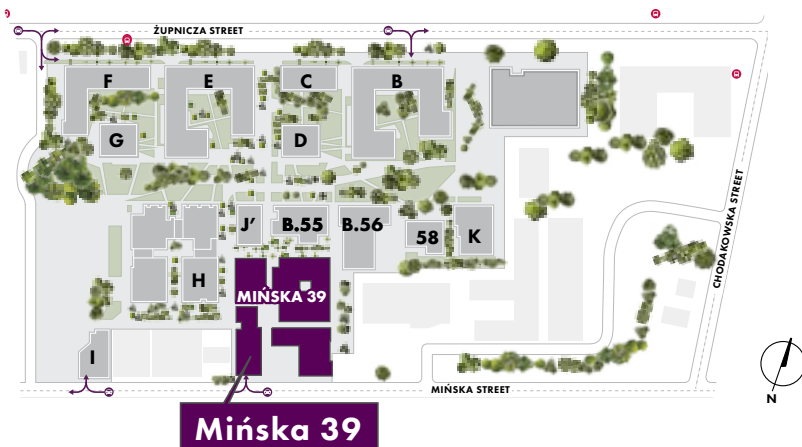 ŻUPNICZA STREET
F
E
C
B
G
D
J’
B.55
B.56
58
K
H
MIŃSKA 39
CHODAKOWSKA STREET
I
MIŃSKA STREET
N
Mińska 39